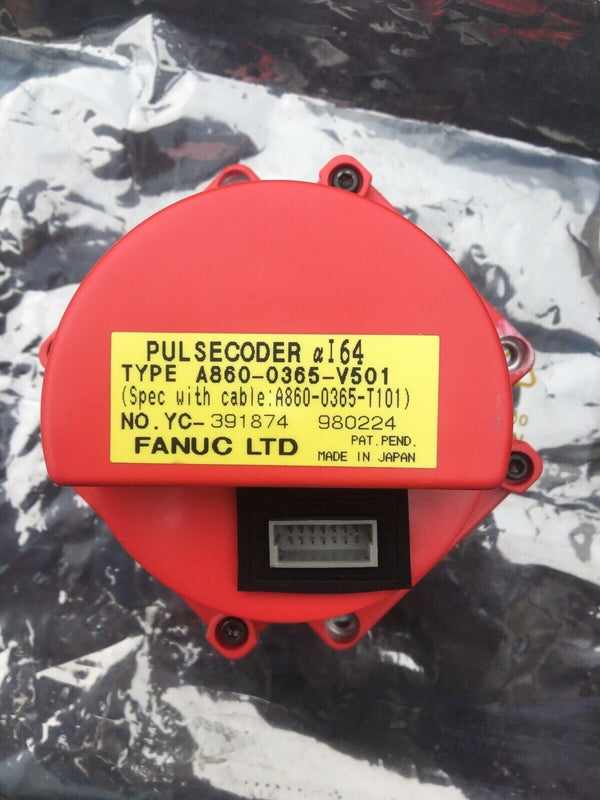 PULSECODER αI64
TYPE A860-0365-V501
(Spec with cable:A860-0365-T101)
NO.YC-391874 980224
FANUC LTD PAT.PEND.
MADE IN JAPAN